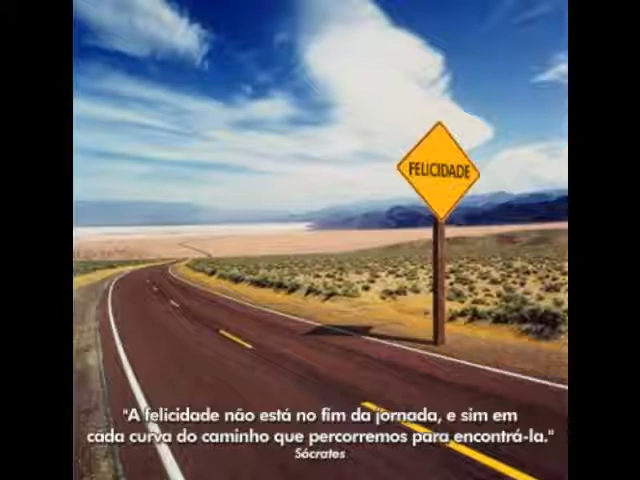 FELICIDADE
"A felicidade não está no fim da jornada, e sim em
cada curva do caminho que percorremos para encontrá-la."
Sócrates